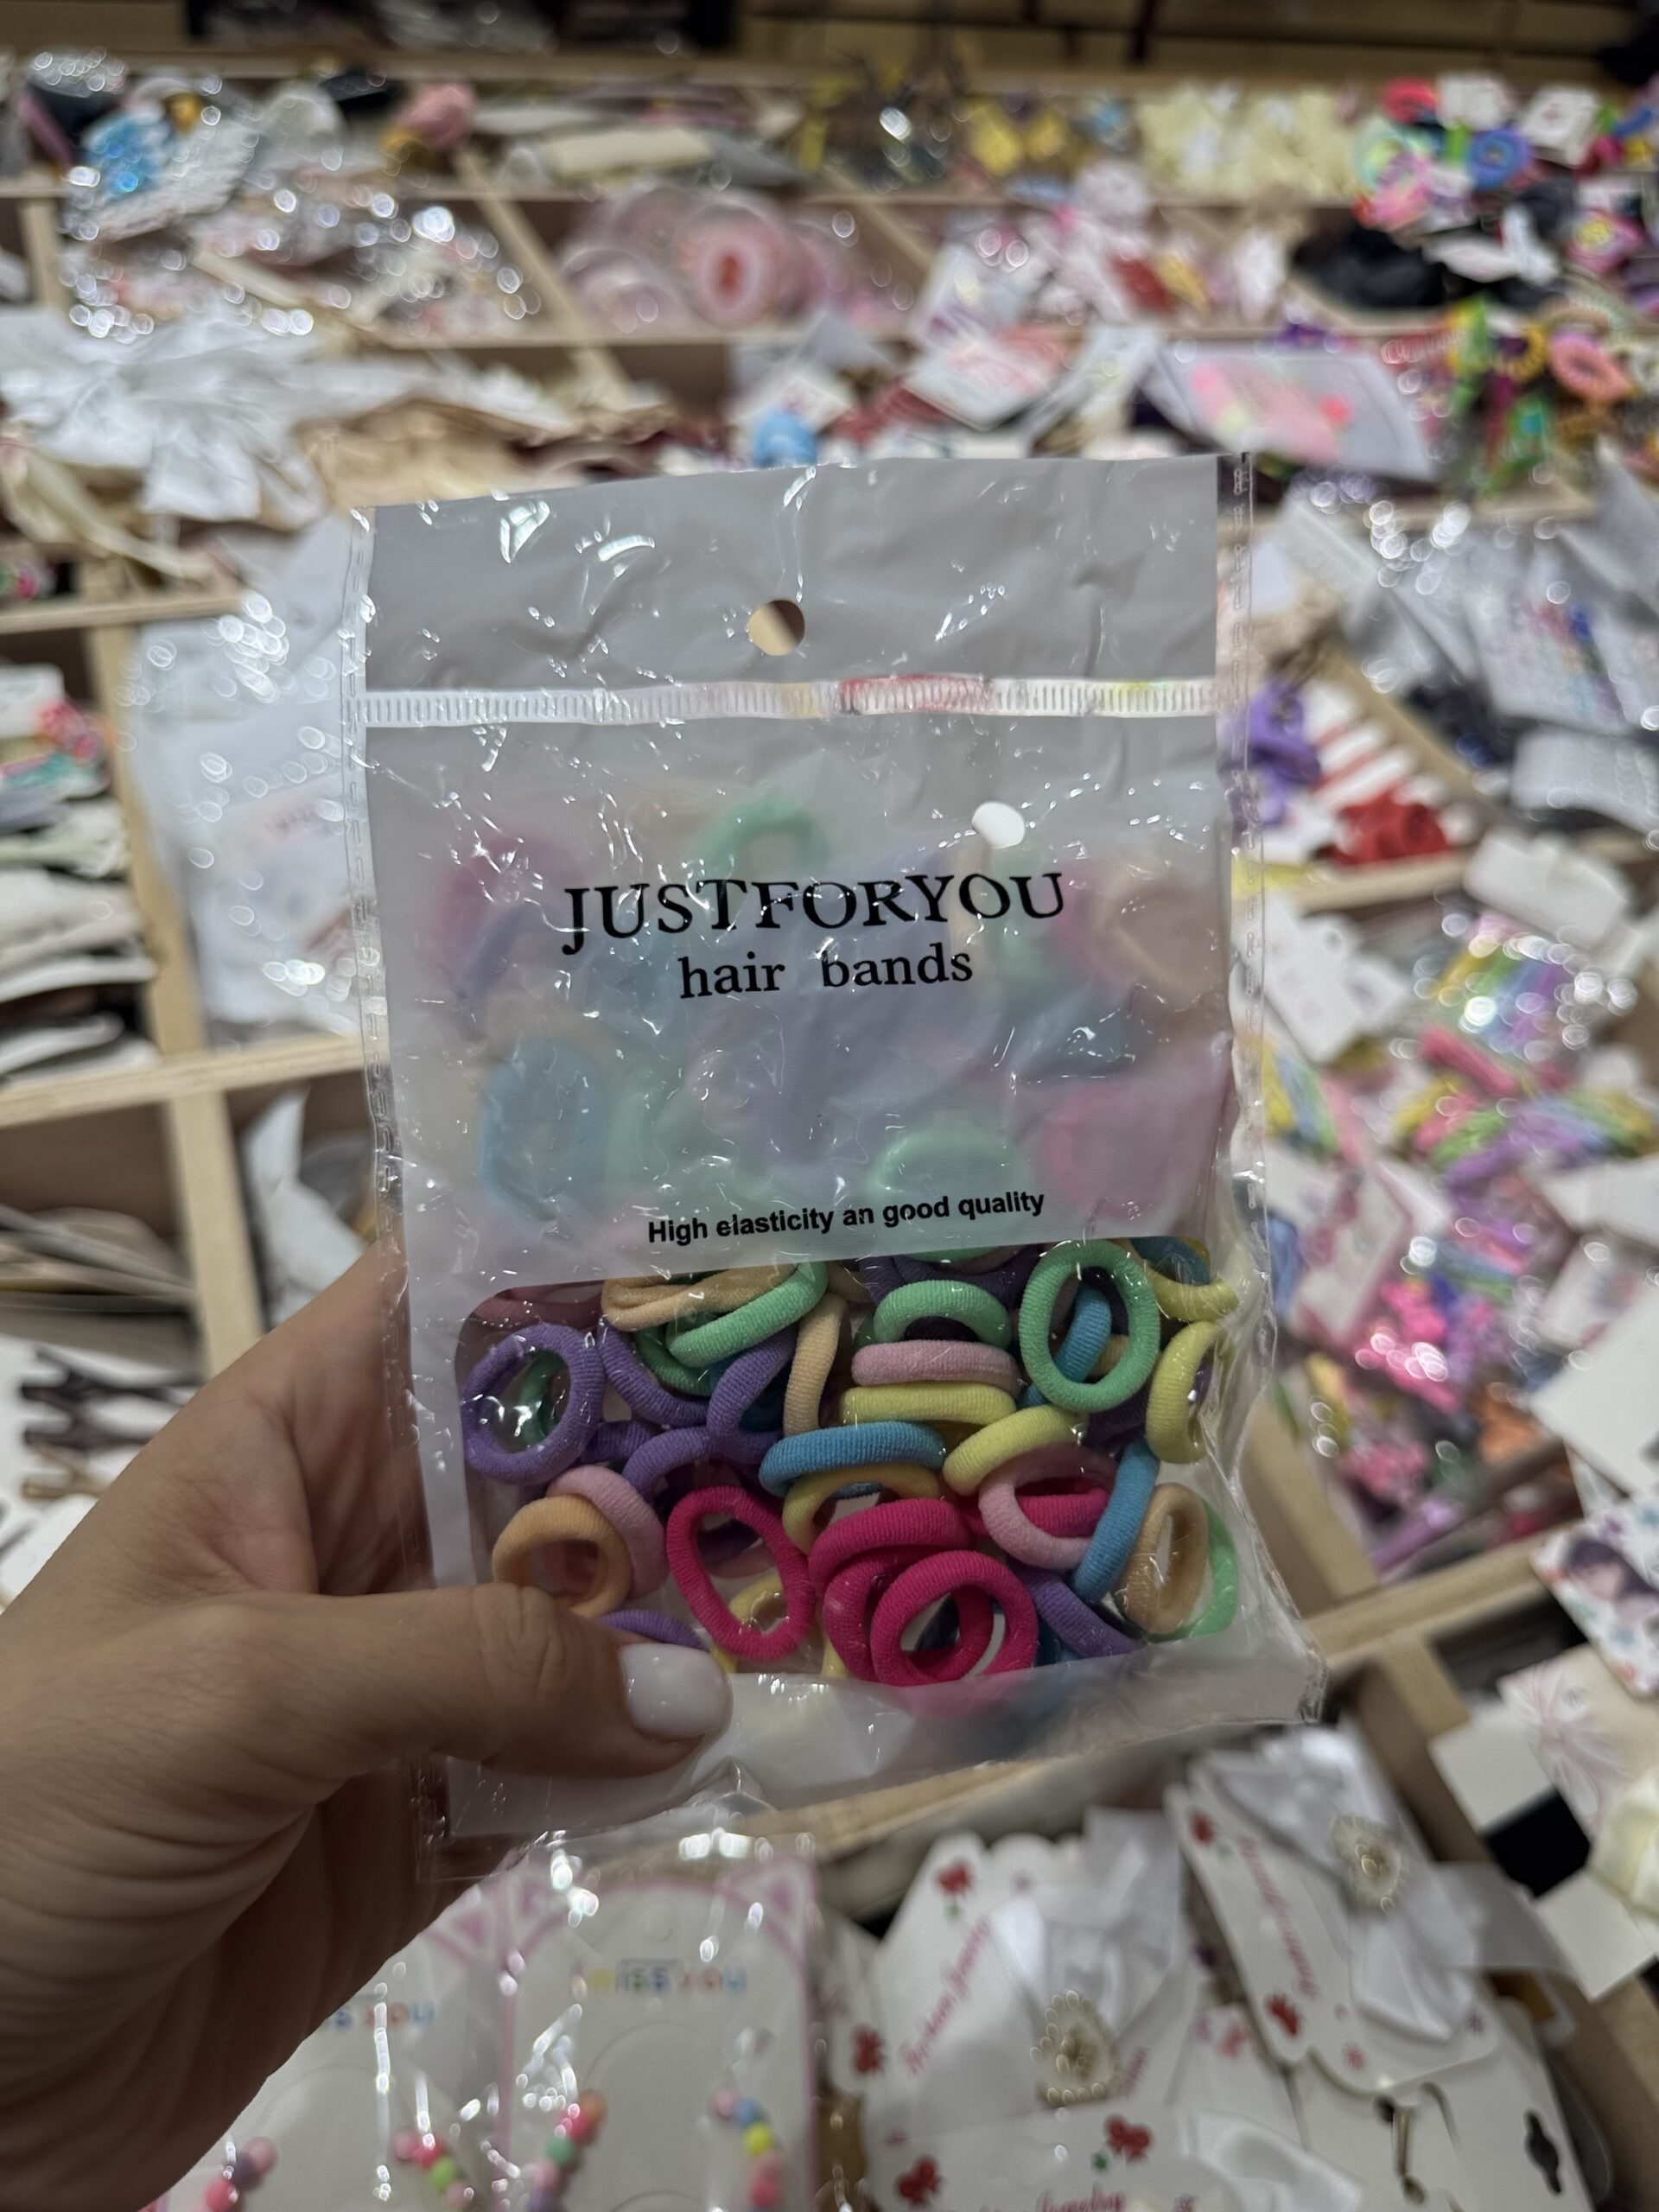 JUSTFORYOU
hair bands
High elasticity an good quality